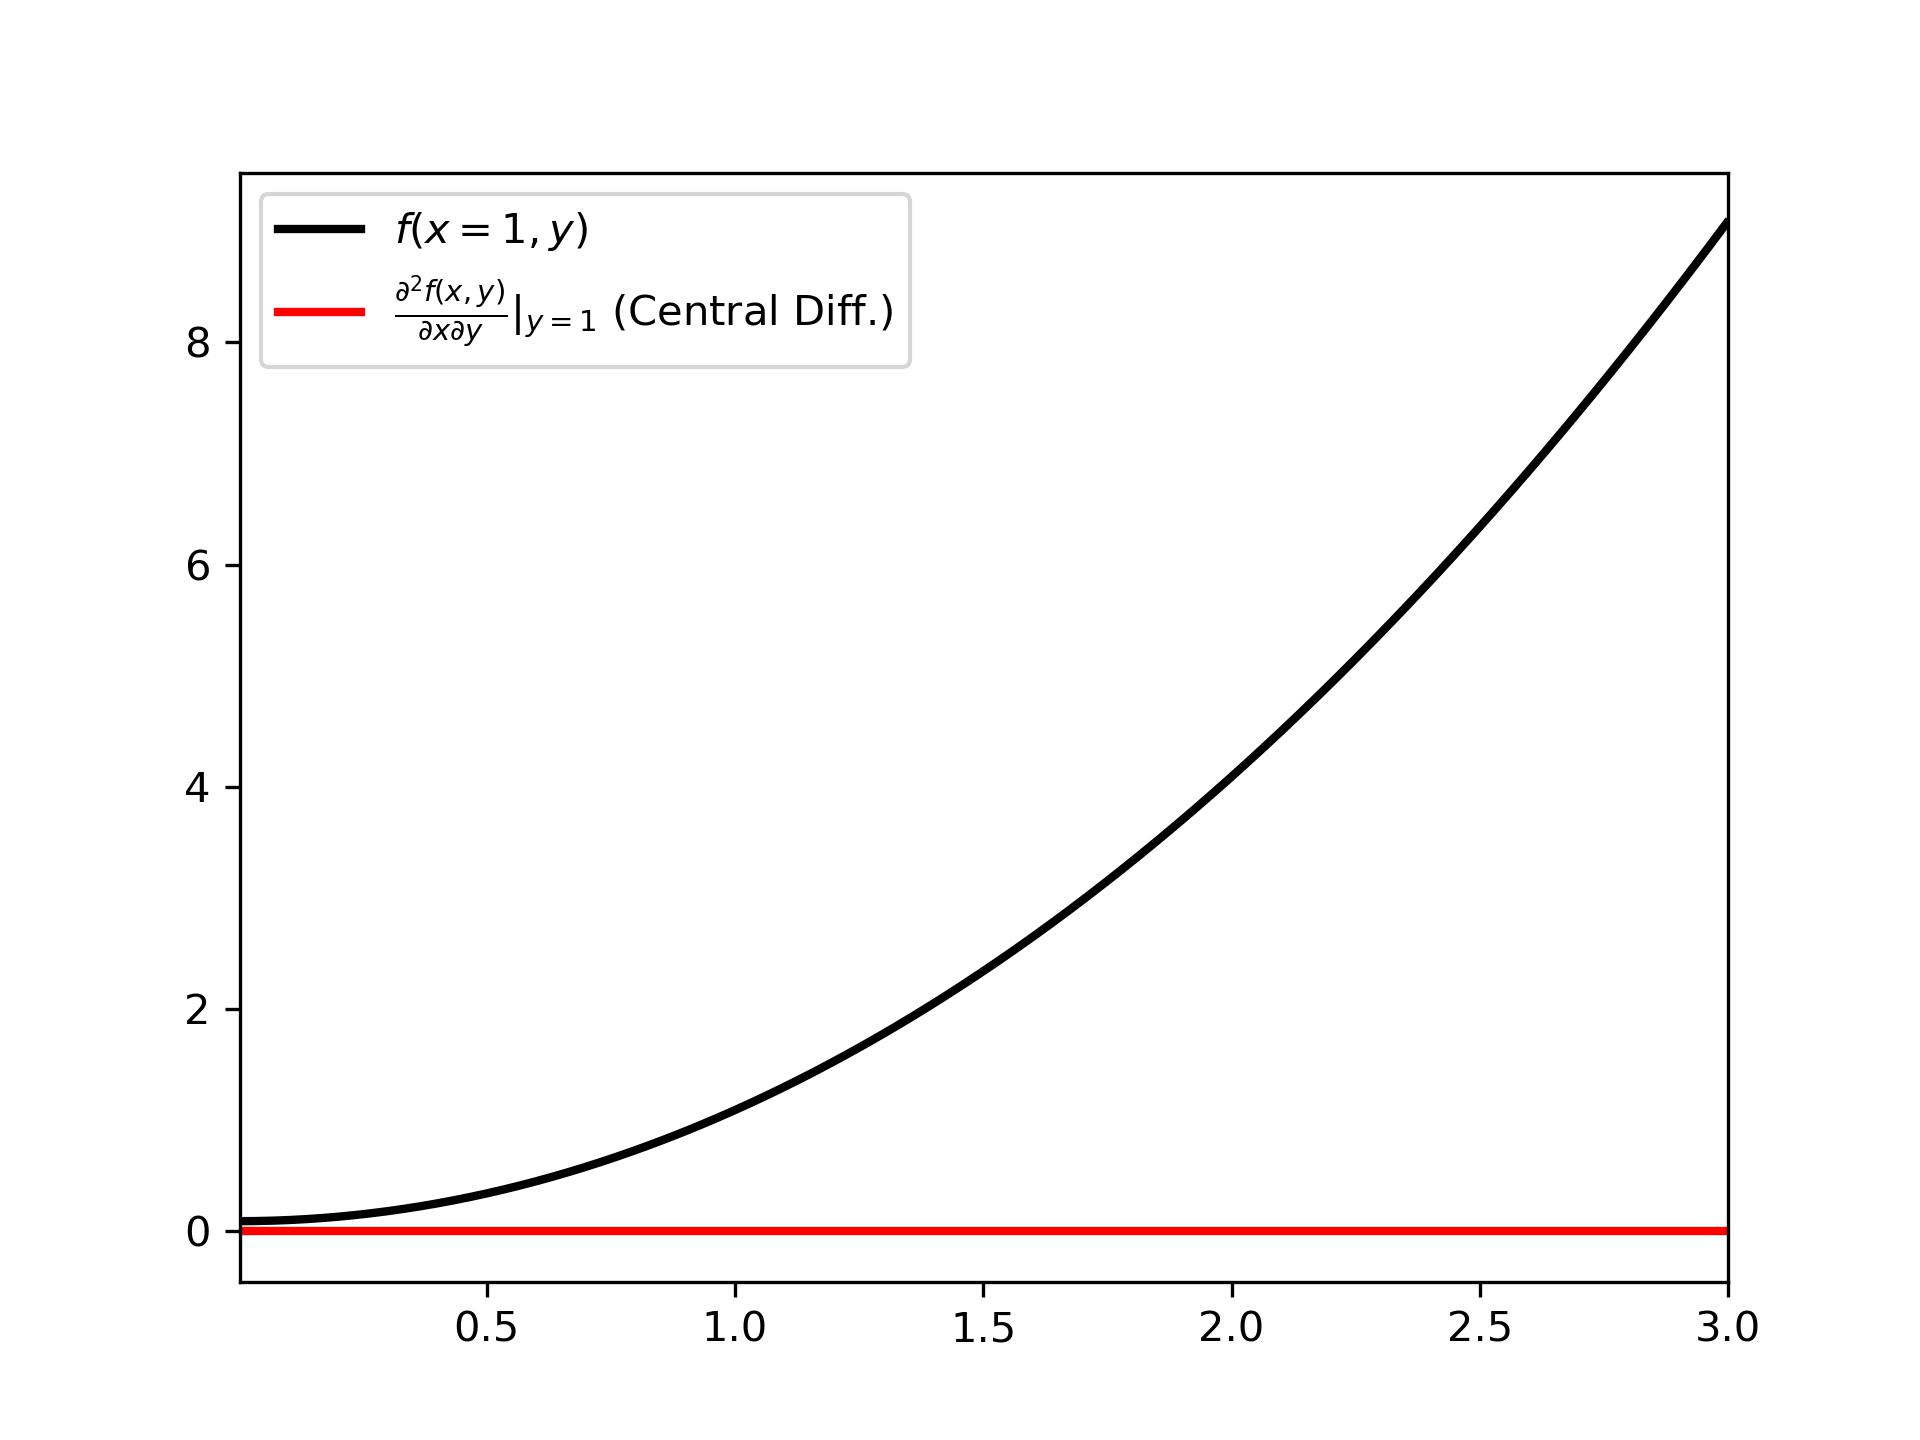 f(x = 1, y)
∂²f(x, y)/∂x∂y |y = 1 (Central Diff.)
8
6
4
2
0
0.5 1.0 1.5 2.0 2.5 3.0